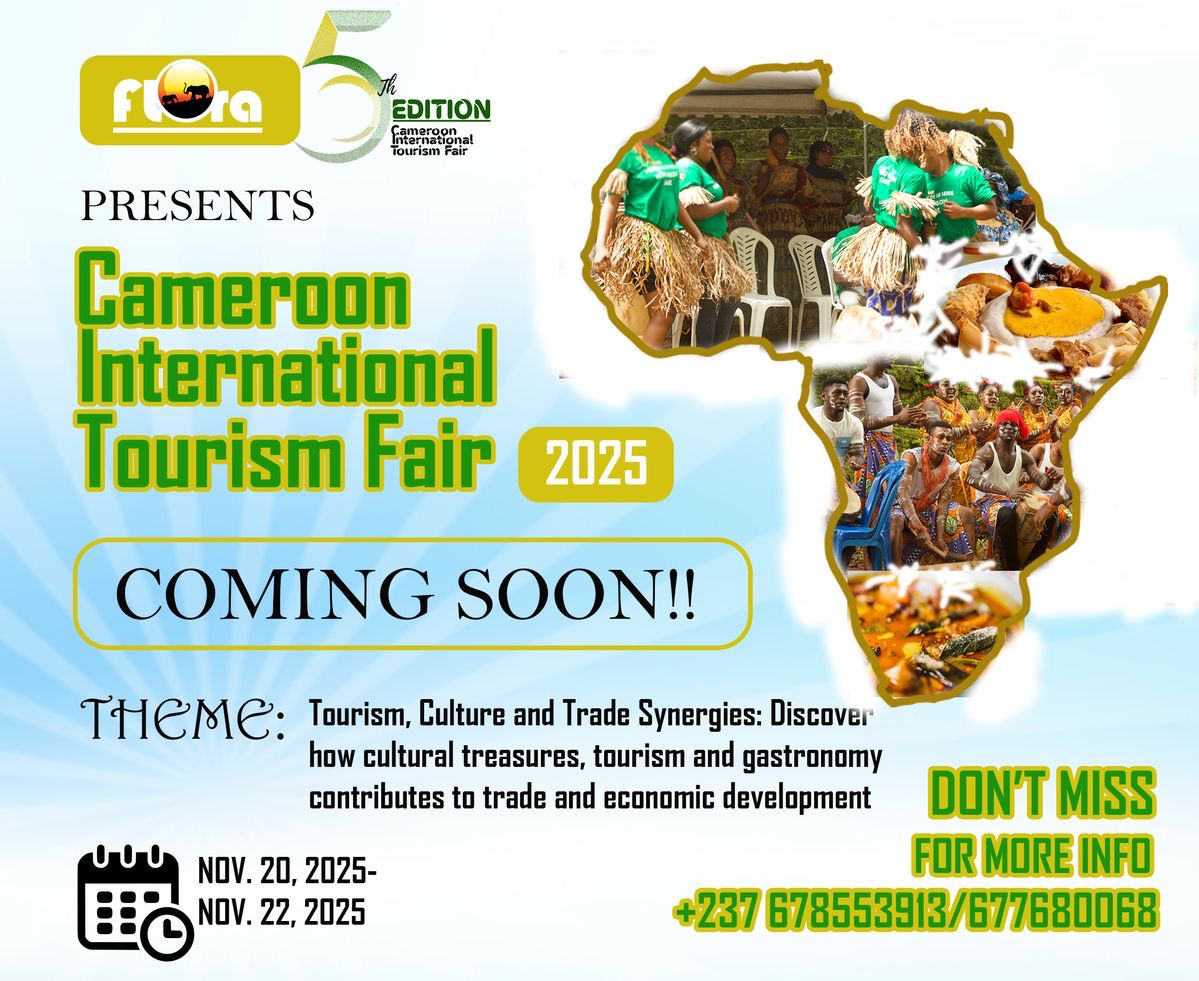 fLora
5th
EDITION
Cameroon
International
Tourism Fair
PRESENTS
Cameroon
International
Tourism Fair
2025
COMING SOON!!
THEME:
Tourism, Culture and Trade Synergies: Discover
how cultural treasures, tourism and gastronomy
contributes to trade and economic development
NOV. 20, 2025-
NOV. 22, 2025
DON'T MISS
FOR MORE INFO
+237 678553913/677680068